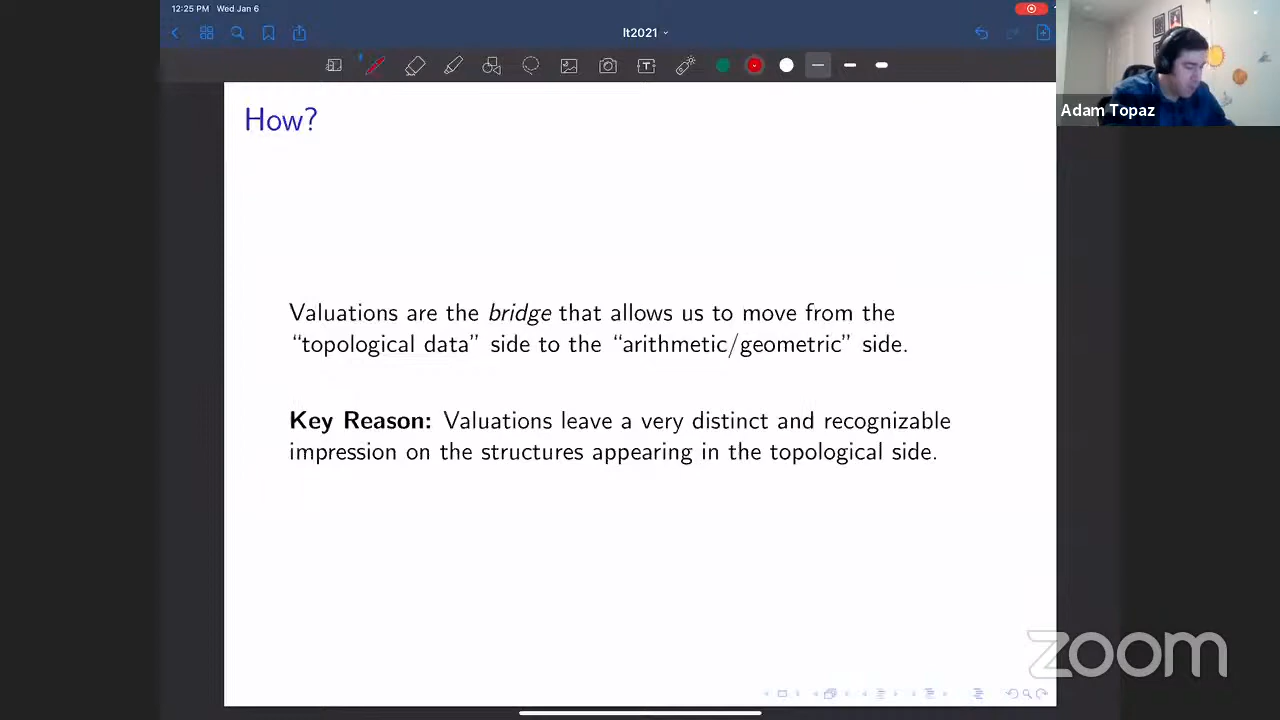 12:25 PM Wed Jan 6
lt2021
Adam Topaz
How?
Valuations are the bridge that allows us to move from the
“topological data” side to the “arithmetic/geometric” side.
Key Reason: Valuations leave a very distinct and recognizable
impression on the structures appearing in the topological side.
zoom